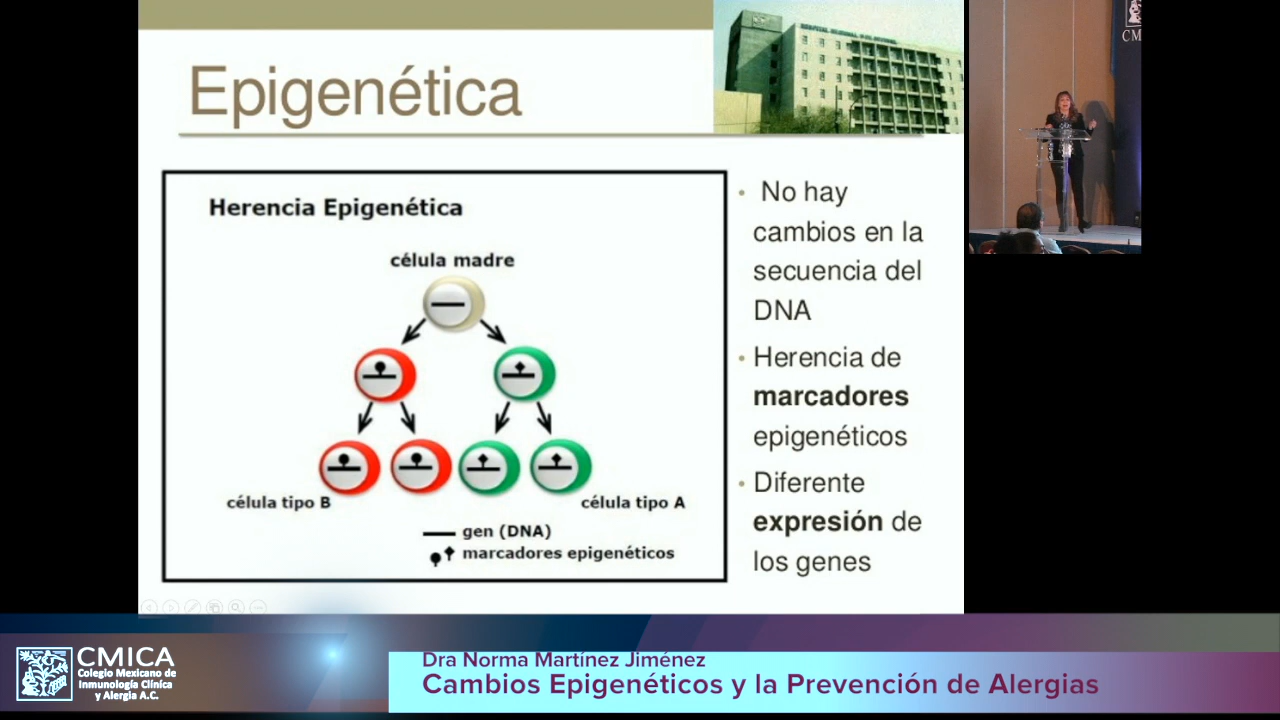 Epigenética
Herencia Epigenética
célula madre
célula tipo B
célula tipo A
gen (DNA)
marcadores epigenéticos
• No hay
cambios en la
secuencia del
DNA
• Herencia de
marcadores
epigenéticos
• Diferente
expresión de
los genes
CM
CMICA
Colegio Mexicano de
Inmunología Clínica
y Alergia A.C.
Dra Norma Martínez Jiménez
Cambios Epigenéticos y la Prevención de Alergias